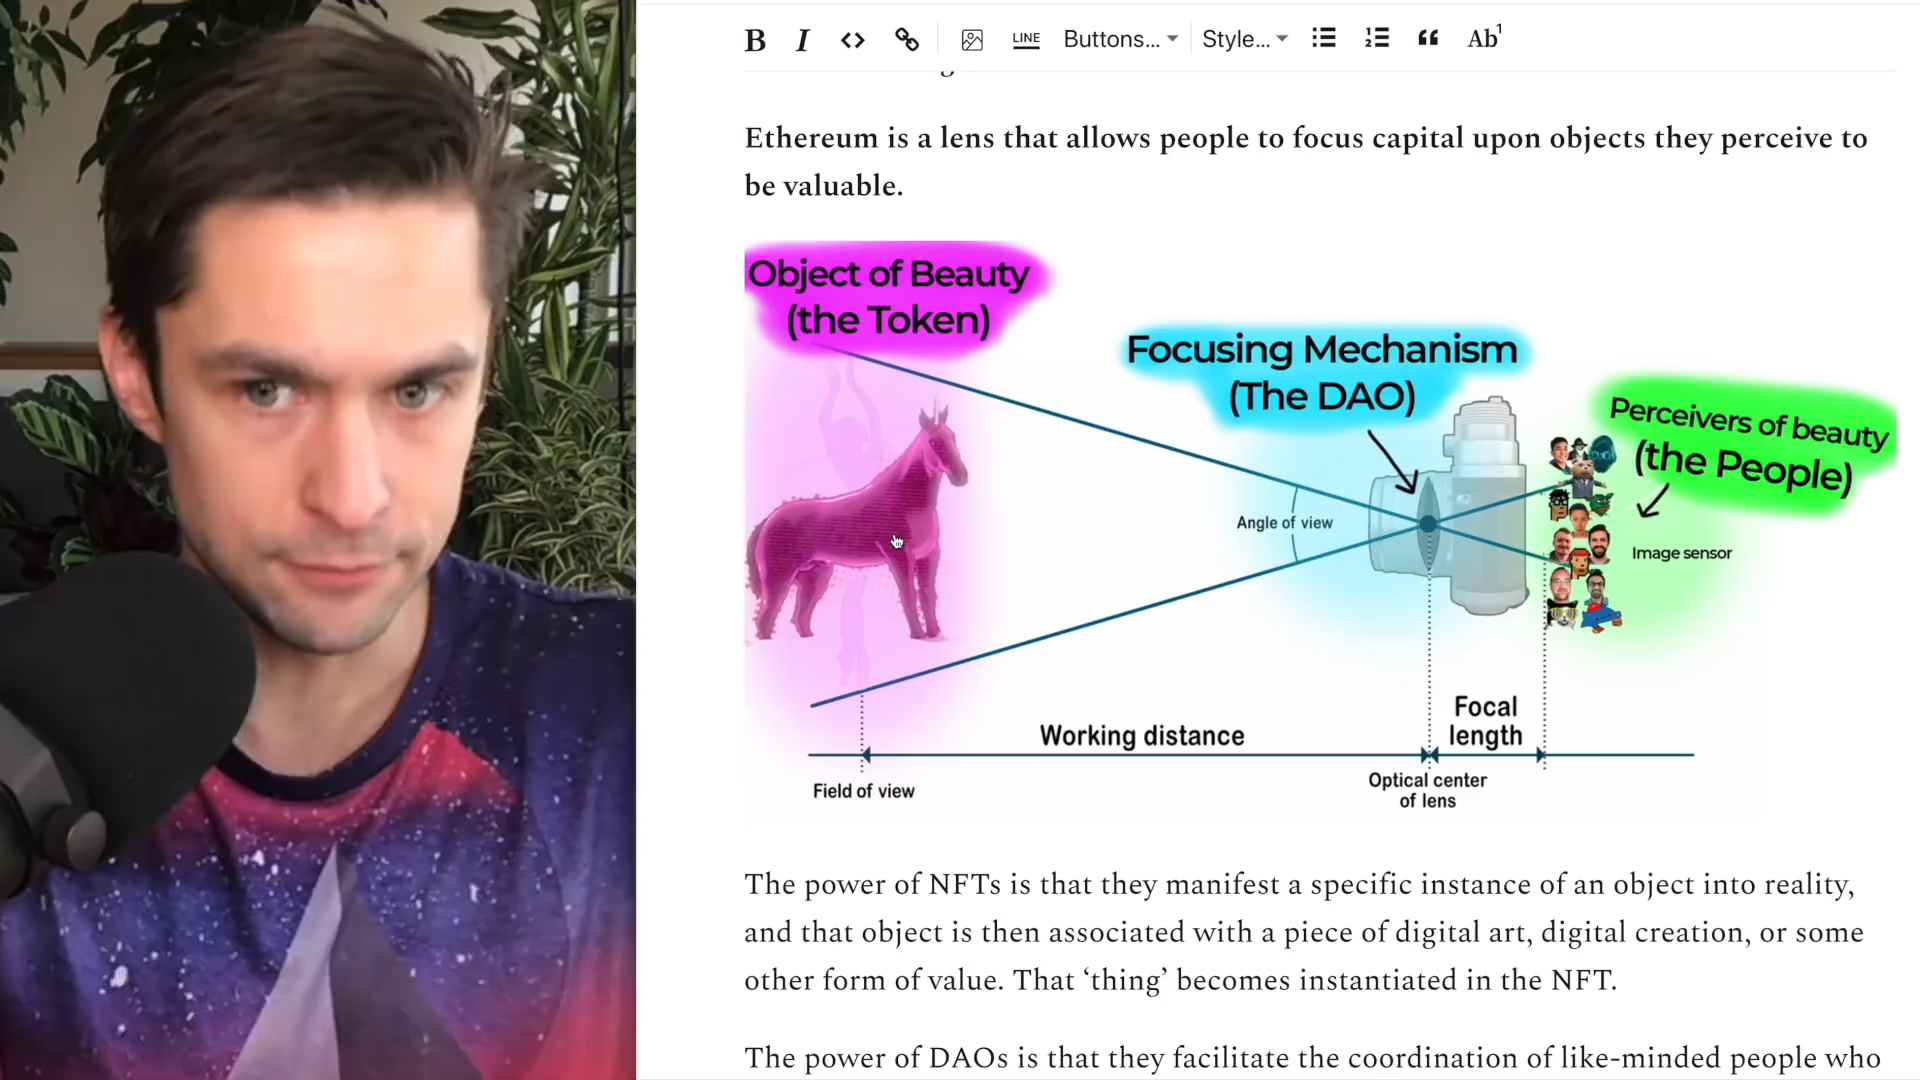 B I <> LINE Buttons... Style... Ab1
Ethereum is a lens that allows people to focus capital upon objects they perceive to
be valuable.
Object of Beauty
(the Token)
Focusing Mechanism
(The DAO)
Perceivers of beauty
(the People)
Angle of view
Image sensor
Working distance
Focal
length
Field of view
Optical center
of lens
The power of NFTs is that they manifest a specific instance of an object into reality,
and that object is then associated with a piece of digital art, digital creation, or some
other form of value. That ‘thing’ becomes instantiated in the NFT.
The power of DAOs is that they facilitate the coordination of like-minded people who